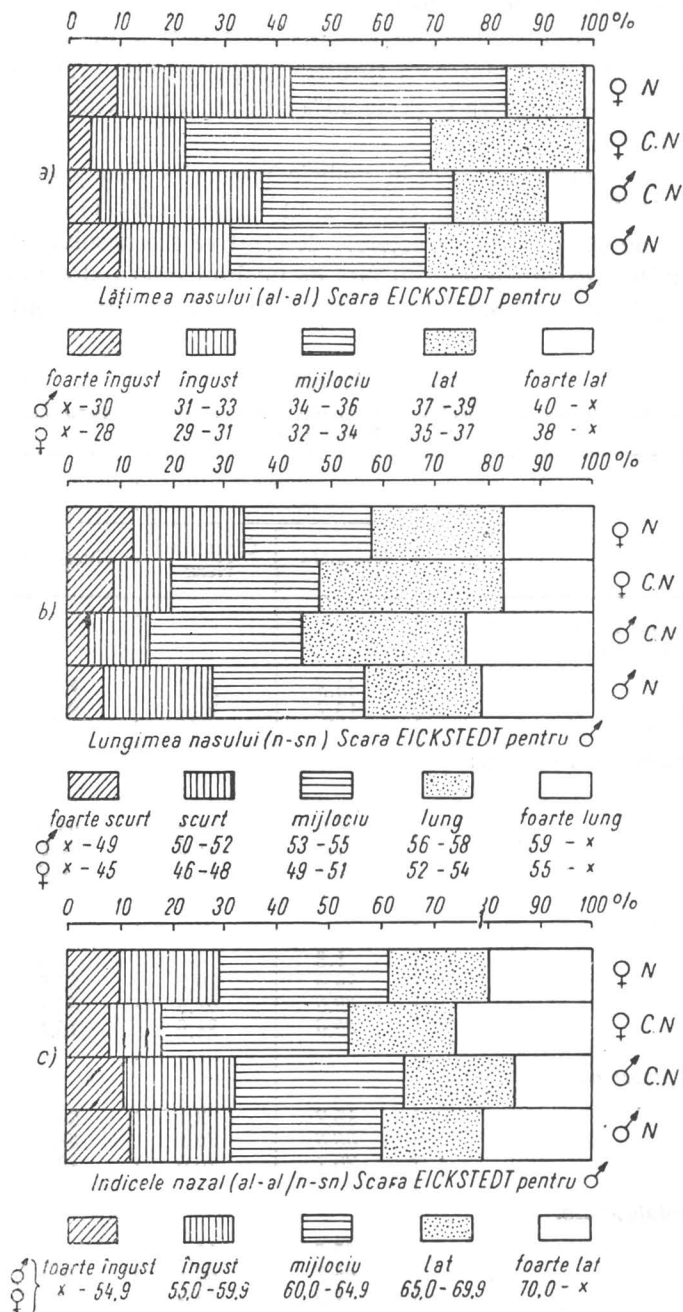 0 10 20 30 40 50 60 70 80 90 100%
♀ N
♀ C.N
a)
♂ C N
♂ N
Lățimea nasului (al-al) Scara EICKSTEDT pentru ♂
foarte îngust îngust mijlociu lat foarte lat
♂ x - 30 31 - 33 34 - 36 37 - 39 40 - x
♀ x - 28 29 - 31 32 - 34 35 - 37 38 - x
0 10 20 30 40 50 60 70 80 90 100%
♀ N
♀ C.N
b)
♂ C.N
♂ N
Lungimea nasului (n-sn) Scara EICKSTEDT pentru ♂
foarte scurt scurt mijlociu lung foarte lung
♂ x - 49 50 - 52 53 - 55 56 - 58 59 - x
♀ x - 45 46 - 48 49 - 51 52 - 54 55 - x
0 10 20 30 40 50 60 70 80 90 100%
♀ N
♀ C.N
c)
♂ C.N
♂ N
Indicele nazal (al-al/n-sn) Scara EICKSTEDT pentru ♂
♂ foarte îngust îngust mijlociu lat foarte lat
♀ x - 54,9 55,0-59,9 60,0-64,9 65,0-69,9 70,0- x